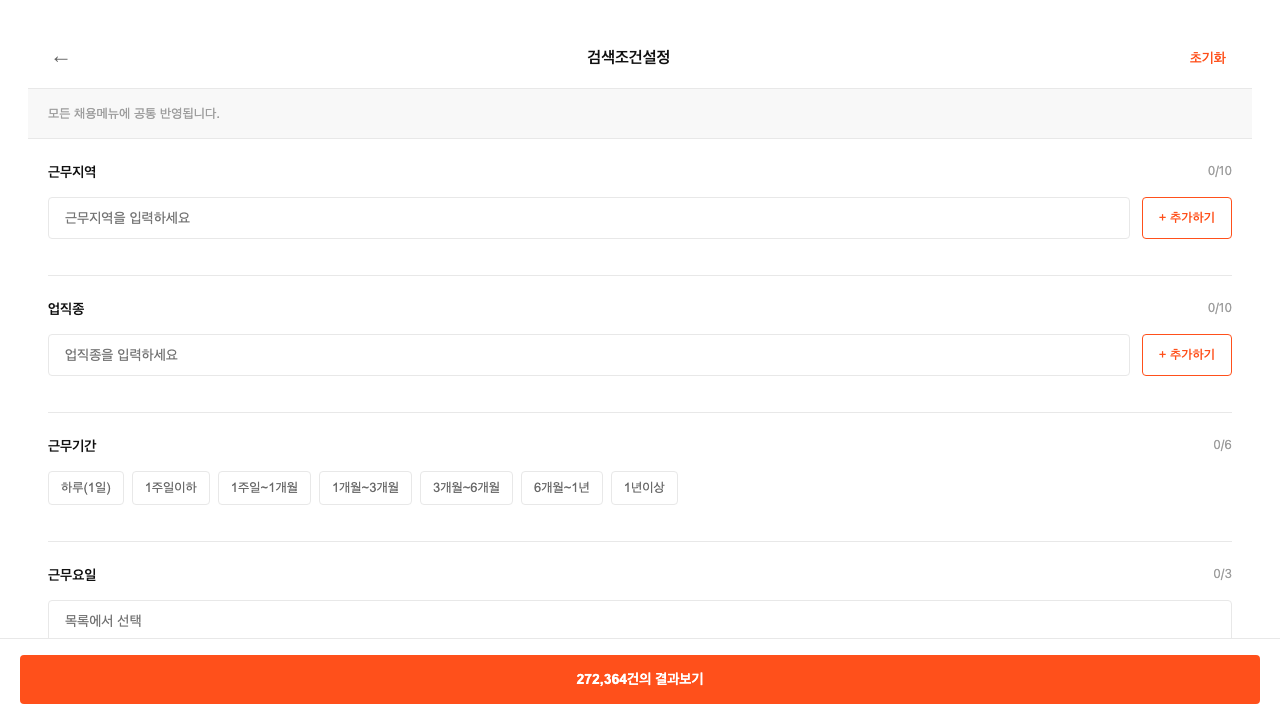 ←
검색조건설정
초기화
모든 채용메뉴에 공통 반영됩니다.
근무지역
0/10
근무지역을 입력하세요
+ 추가하기
업직종
0/10
업직종을 입력하세요
+ 추가하기
근무기간
0/6
하루(1일)
1주일이하
1주일~1개월
1개월~3개월
3개월~6개월
6개월~1년
1년이상
근무요일
0/3
목록에서 선택
272,364건의 결과보기